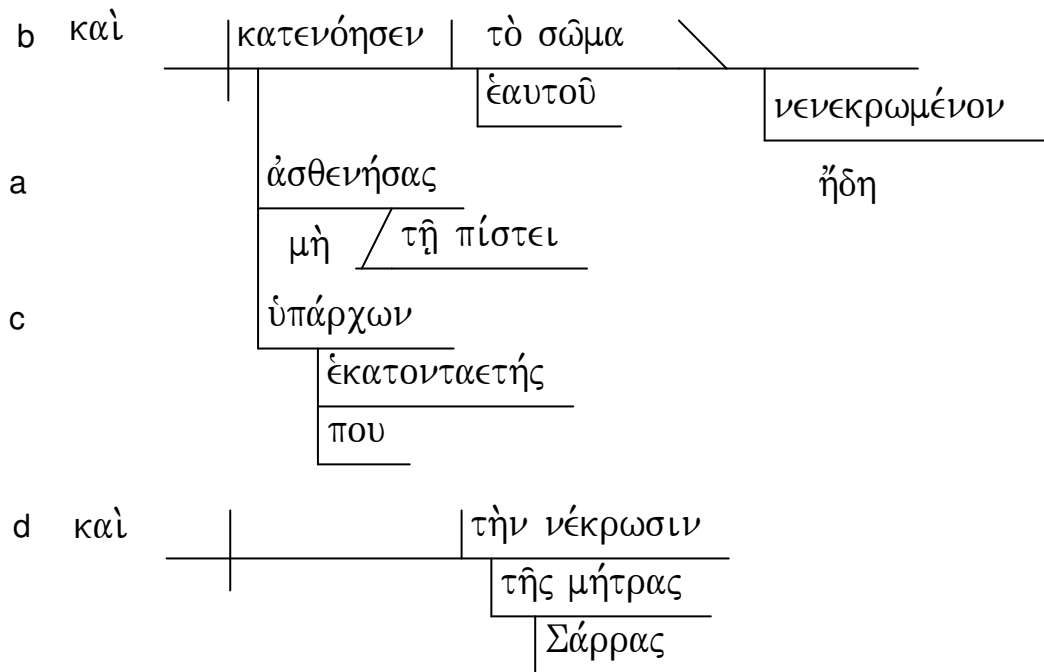 b καὶ κατενόησεν τὸ σῶμα
ἑαυτοῦ νενεκρωμένον
a ἀσθενήσας ἤδη
μὴ τῇ πίστει
c ὑπάρχων
ἑκατονταετής
που
d καὶ τὴν νέκρωσιν
τῆς μήτρας
Σάρρας